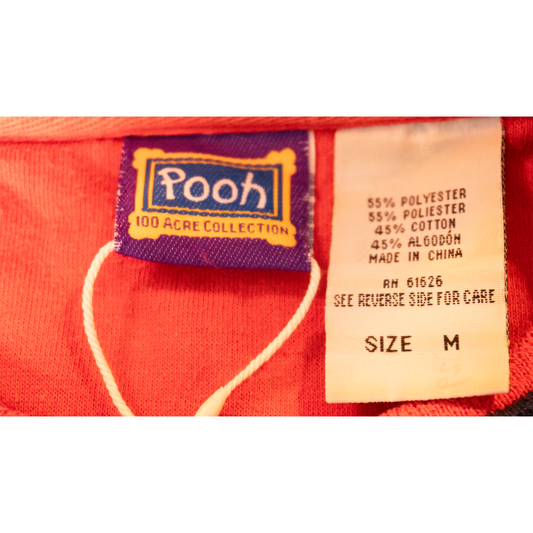 Pooh
100 ACRE COLLECTION
55% POLYESTER
55% POLIESTER
45% COTTON
45% ALGODÓN
MADE IN CHINA
RN 61626
SEE REVERSE SIDE FOR CARE
SIZE M